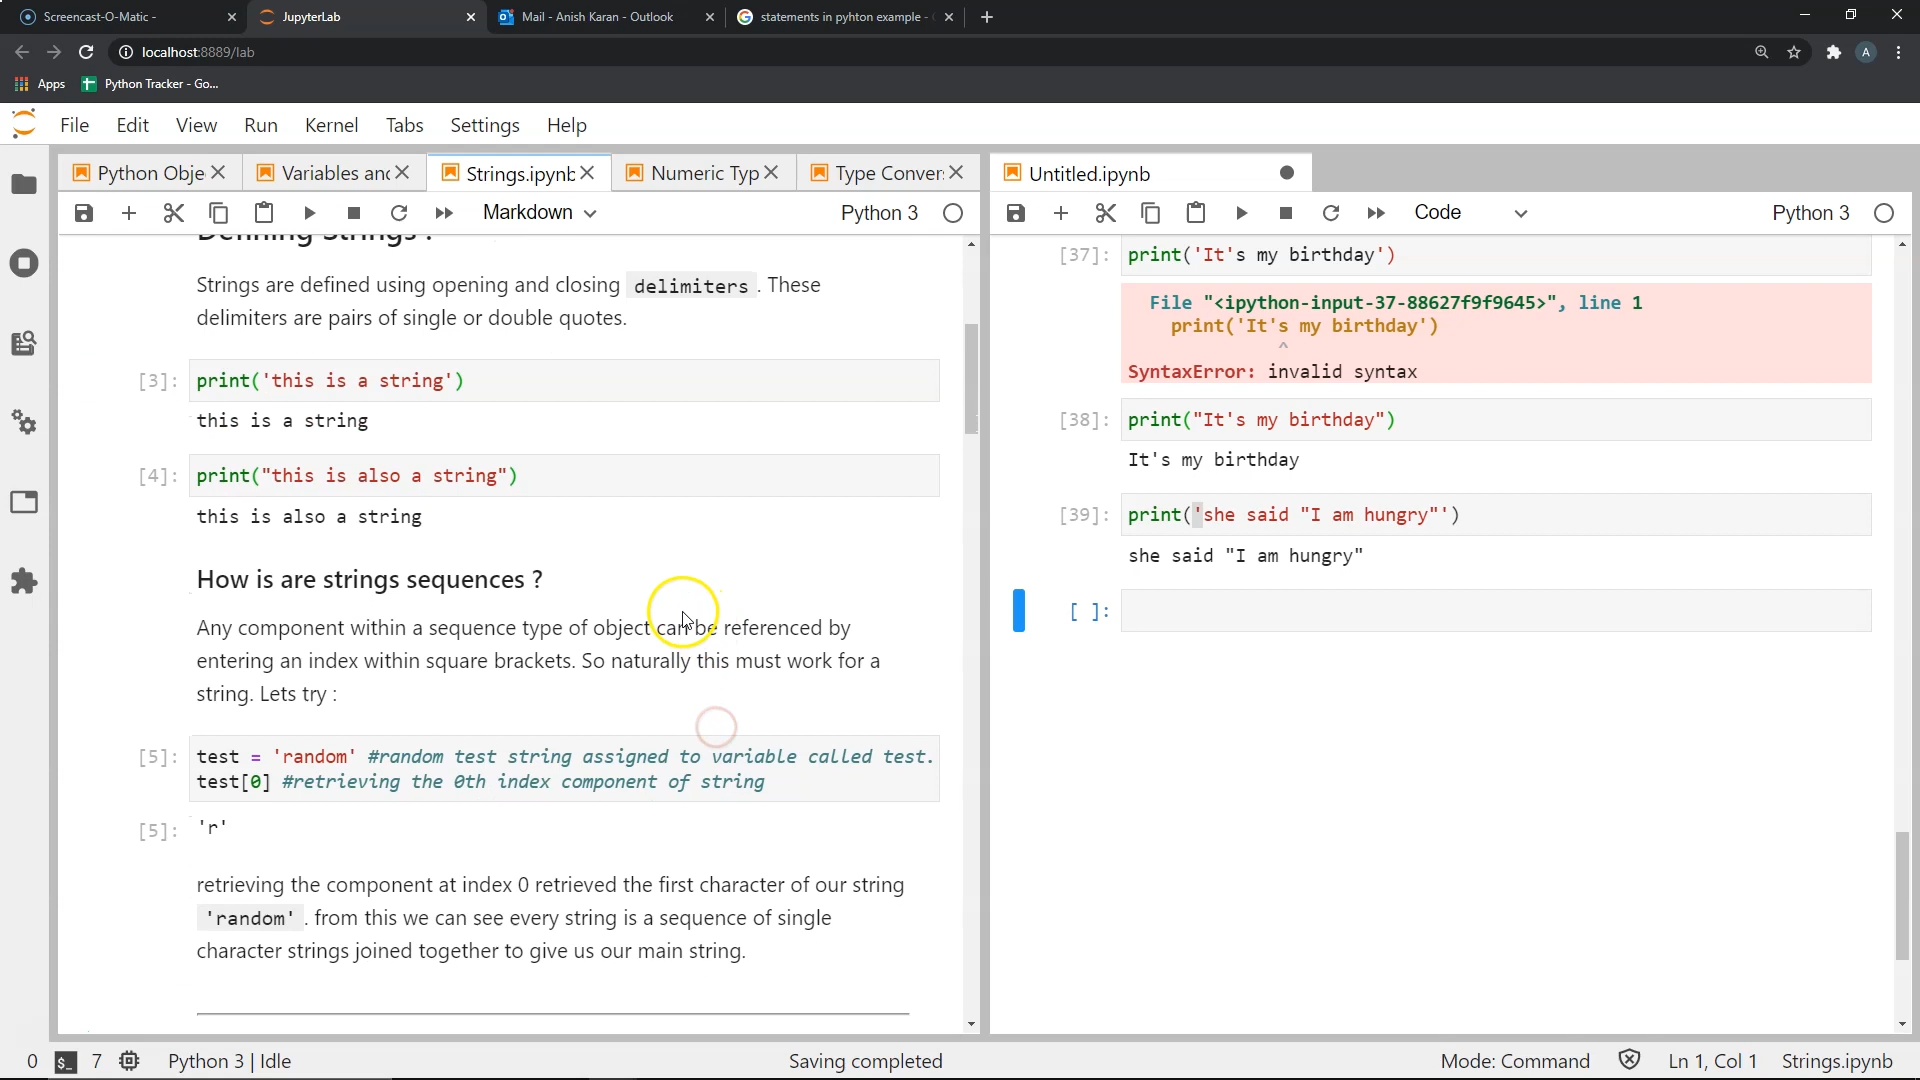 Screencast-O-Matic -
JupyterLab
Mail - Anish Karan - Outlook
statements in pyhton example -
localhost:8889/lab
A
Apps
Python Tracker - Go...
File Edit View Run Kernel Tabs Settings Help
Python Obje
Variables and
Strings.ipynb
Numeric Typ
Type Conver
Untitled.ipynb
Markdown
Python 3
Code
Python 3
Defining Strings :
Strings are defined using opening and closing delimiters . These
delimiters are pairs of single or double quotes.
[3]: print('this is a string')
this is a string
[4]: print("this is also a string")
this is also a string
How is are strings sequences ?
Any component within a sequence type of object can be referenced by
entering an index within square brackets. So naturally this must work for a
string. Lets try :
[5]: test = 'random' #random test string assigned to variable called test.
test[0] #retrieving the 0th index component of string
[5]: 'r'
retrieving the component at index 0 retrieved the first character of our string
'random' . from this we can see every string is a sequence of single
character strings joined together to give us our main string.
[37]: print('It's my birthday')
File "<ipython-input-37-88627f9f9645>", line 1
print('It's my birthday')
^
SyntaxError: invalid syntax
[38]: print("It's my birthday")
It's my birthday
[39]: print('she said "I am hungry"')
she said "I am hungry"
[ ]:
0
$_
7
Python 3 | Idle
Saving completed
Mode: Command
Ln 1, Col 1
Strings.ipynb